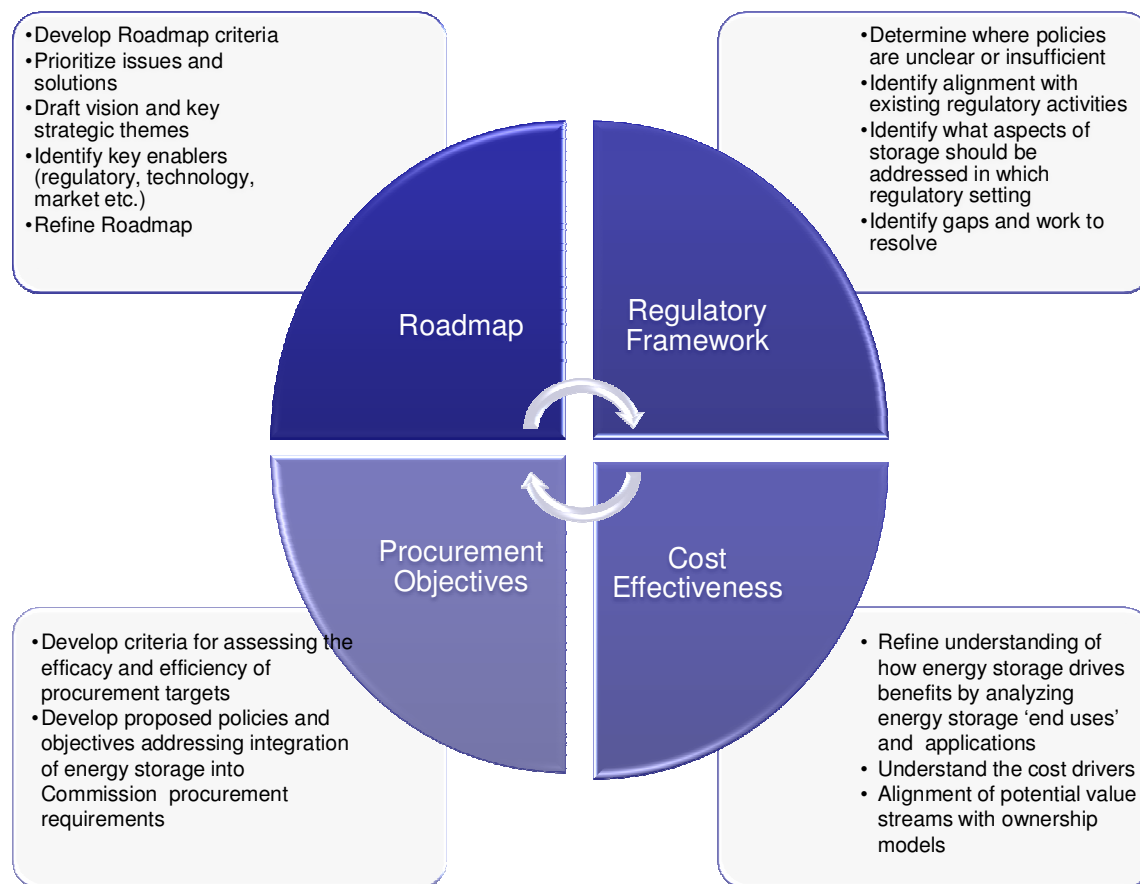 •Develop Roadmap criteria
•Prioritize issues and
solutions
•Draft vision and key
strategic themes
•Identify key enablers
(regulatory, technology,
market etc.)
•Refine Roadmap
•Determine where policies
are unclear or insufficient
•Identify alignment with
existing regulatory activities
•Identify what aspects of
storage should be
addressed in which
regulatory setting
•Identify gaps and work to
resolve
Roadmap
Regulatory
Framework
Procurement
Objectives
Cost
Effectiveness
•Develop criteria for assessing the
efficacy and efficiency of
procurement targets
•Develop proposed policies and
objectives addressing integration
of energy storage into
Commission procurement
requirements
• Refine understanding of
how energy storage drives
benefits by analyzing
energy storage ‘end uses’
and applications
• Understand the cost drivers
• Alignment of potential value
streams with ownership
models